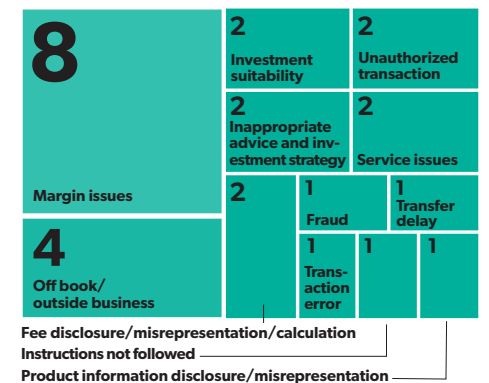 8
Margin issues
4
Off book/
outside business
2
Investment
suitability
2
Unauthorized
transaction
2
Inappropriate
advice and inv-
estment strategy
2
Service issues
2
1
Fraud
1
Transfer
delay
1
Trans-
action
error
1
1
Fee disclosure/misrepresentation/calculation
Instructions not followed
Product information disclosure/misrepresentation